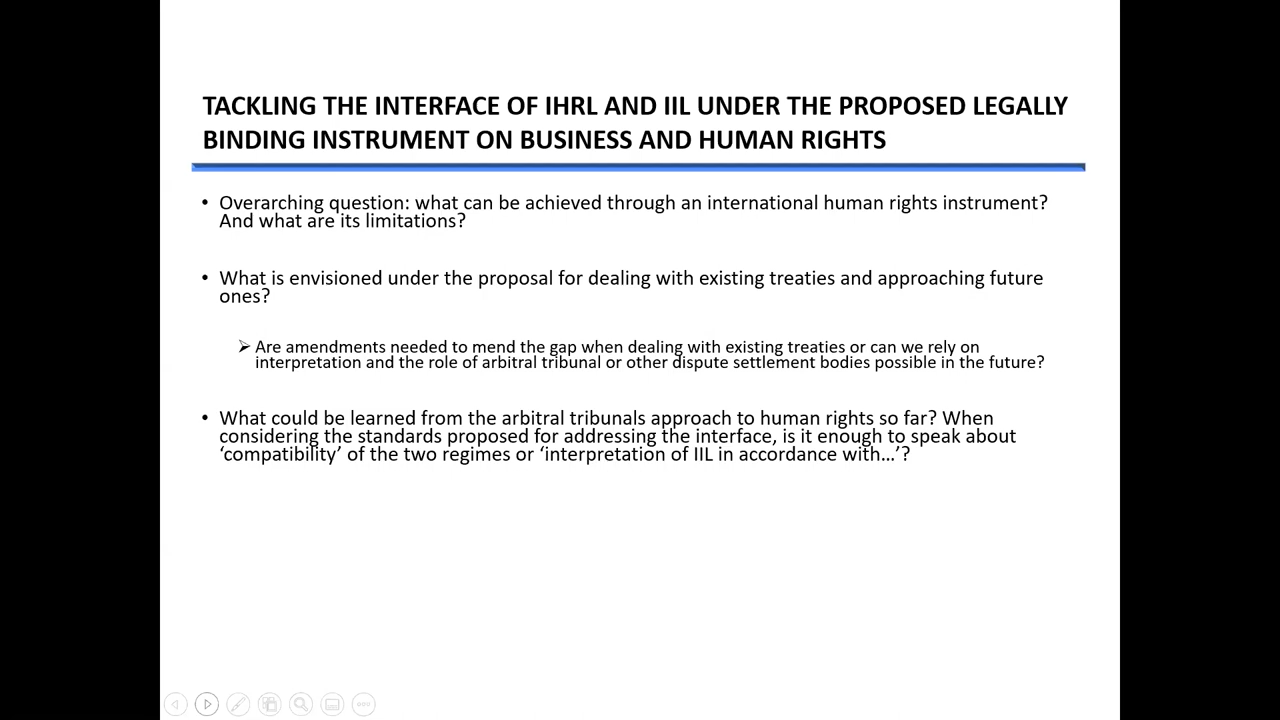 TACKLING THE INTERFACE OF IHRL AND IIL UNDER THE PROPOSED LEGALLY
BINDING INSTRUMENT ON BUSINESS AND HUMAN RIGHTS
• Overarching question: what can be achieved through an international human rights instrument?
And what are its limitations?
• What is envisioned under the proposal for dealing with existing treaties and approaching future
ones?
➢ Are amendments needed to mend the gap when dealing with existing treaties or can we rely on
interpretation and the role of arbitral tribunal or other dispute settlement bodies possible in the future?
• What could be learned from the arbitral tribunals approach to human rights so far? When
considering the standards proposed for addressing the interface, is it enough to speak about
‘compatibility’ of the two regimes or ‘interpretation of IIL in accordance with…’?